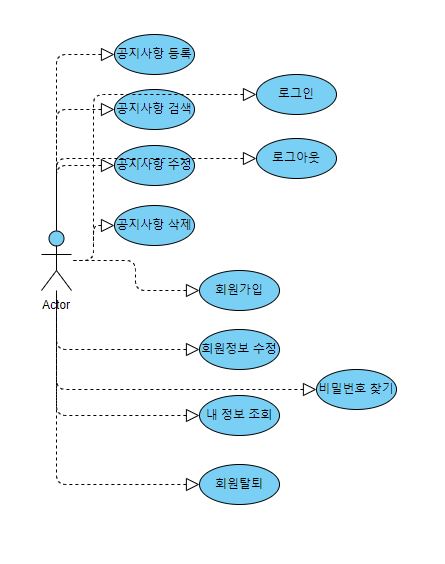 공지사항 등록
로그인
공지사항 검색
로그아웃
공지사항 수정
공지사항 삭제
회원가입
Actor
회원정보 수정
비밀번호 찾기
내 정보 조회
회원탈퇴